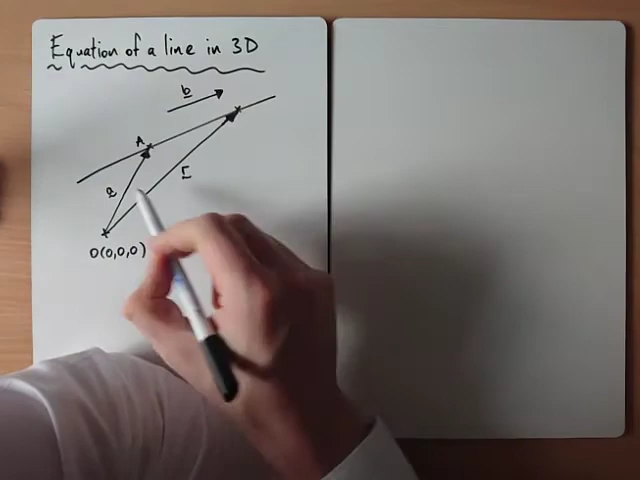 Equation of a line in 3D
b
A
a
r
O(0,0,0)